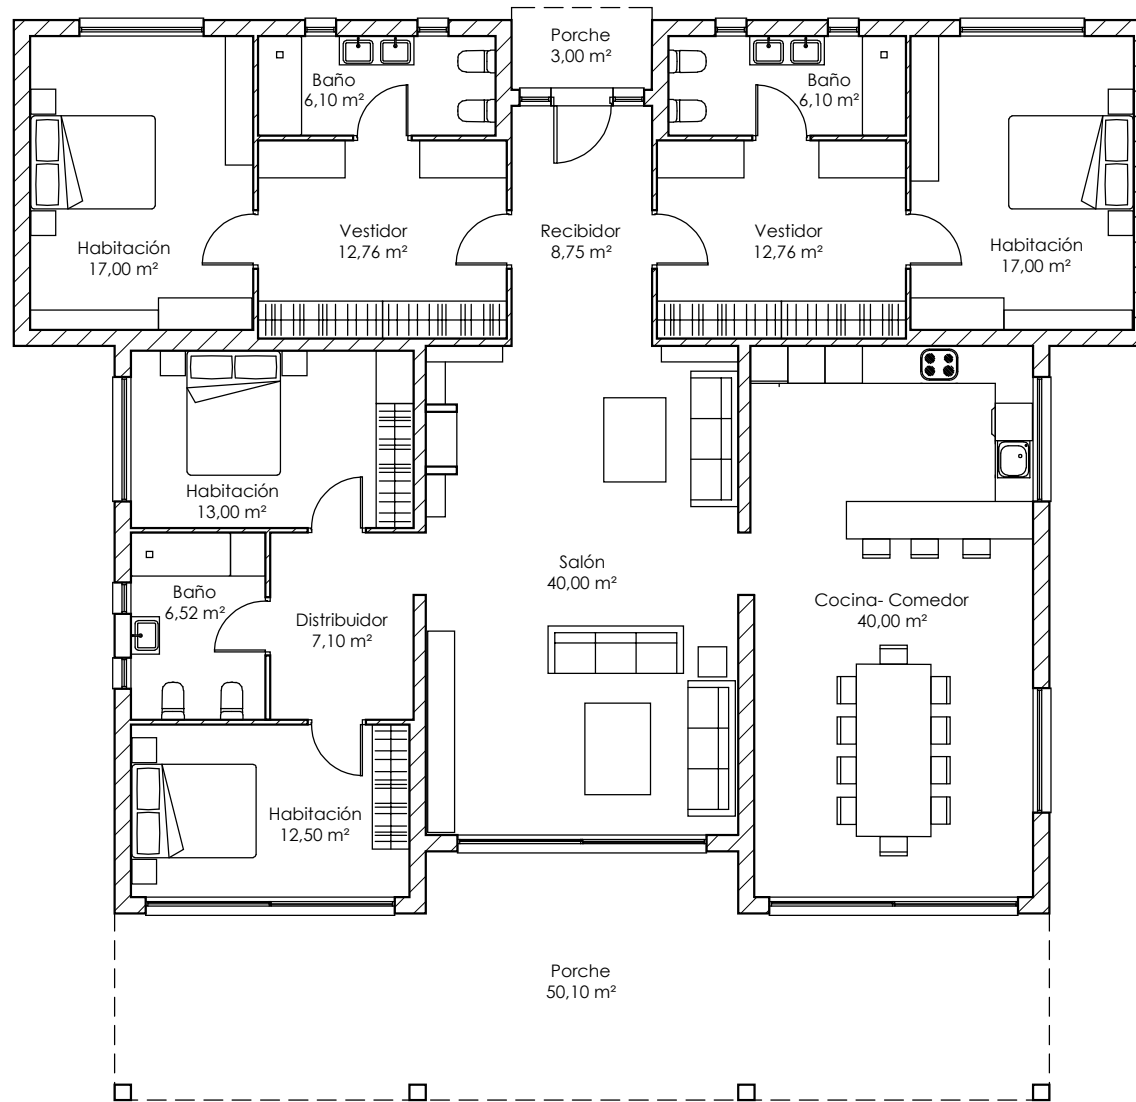 Porche
3,00 m²
Baño
6,10 m²
Baño
6,10 m²
Habitación
17,00 m²
Vestidor
12,76 m²
Recibidor
8,75 m²
Vestidor
12,76 m²
Habitación
17,00 m²
Habitación
13,00 m²
Salón
40,00 m²
Baño
6,52 m²
Distribuidor
7,10 m²
Cocina- Comedor
40,00 m²
Habitación
12,50 m²
Porche
50,10 m²